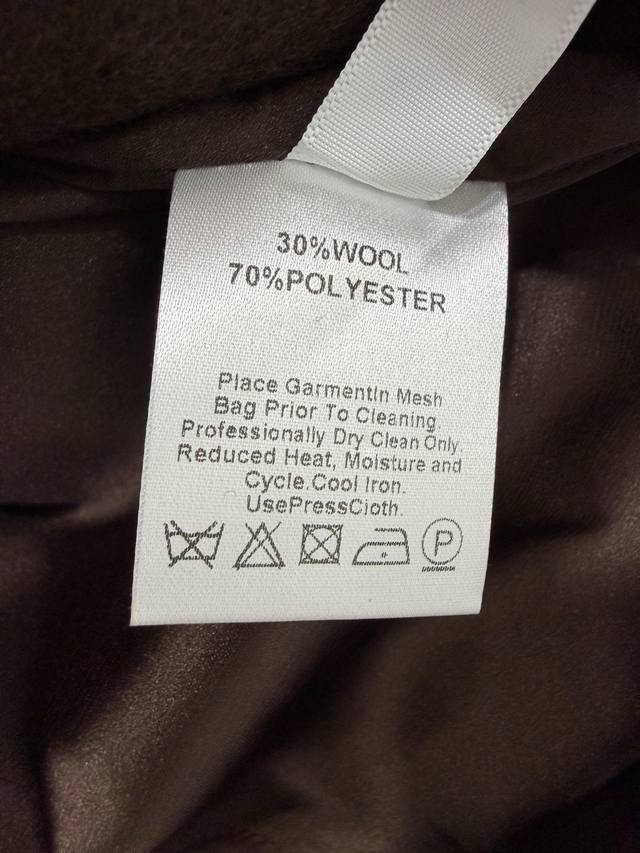 30%WOOL
70%POLYESTER
Place GarmentIn Mesh
Bag Prior To Cleaning.
Professionally Dry Clean Only.
Reduced Heat, Moisture and
Cycle.Cool Iron.
UsePressCloth.
P